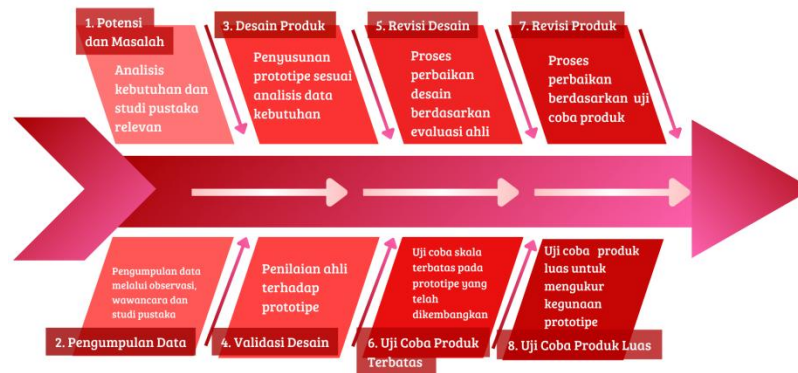 1. Potensi
dan Masalah
Analisis
kebutuhan dan
studi pustaka
relevan
3. Desain Produk
Penyusunan
prototipe sesuai
analisis data
kebutuhan
5. Revisi Desain
Proses
perbaikan
desain
berdasarkan
evaluasi ahli
7. Revisi Produk
Proses
perbaikan
berdasarkan uji
coba produk
Pengumpulan data
melalui observasi,
wawancara dan
studi pustaka
2. Pengumpulan Data
Penilaian ahli
terhadap
prototipe
4. Validasi Desain
Uji coba skala
terbatas pada
prototipe yang
telah
dikembangkan
6. Uji Coba Produk
Terbatas
Uji coba produk
luas untuk
mengukur
kegunaan
prototipe
8. Uji Coba Produk Luas